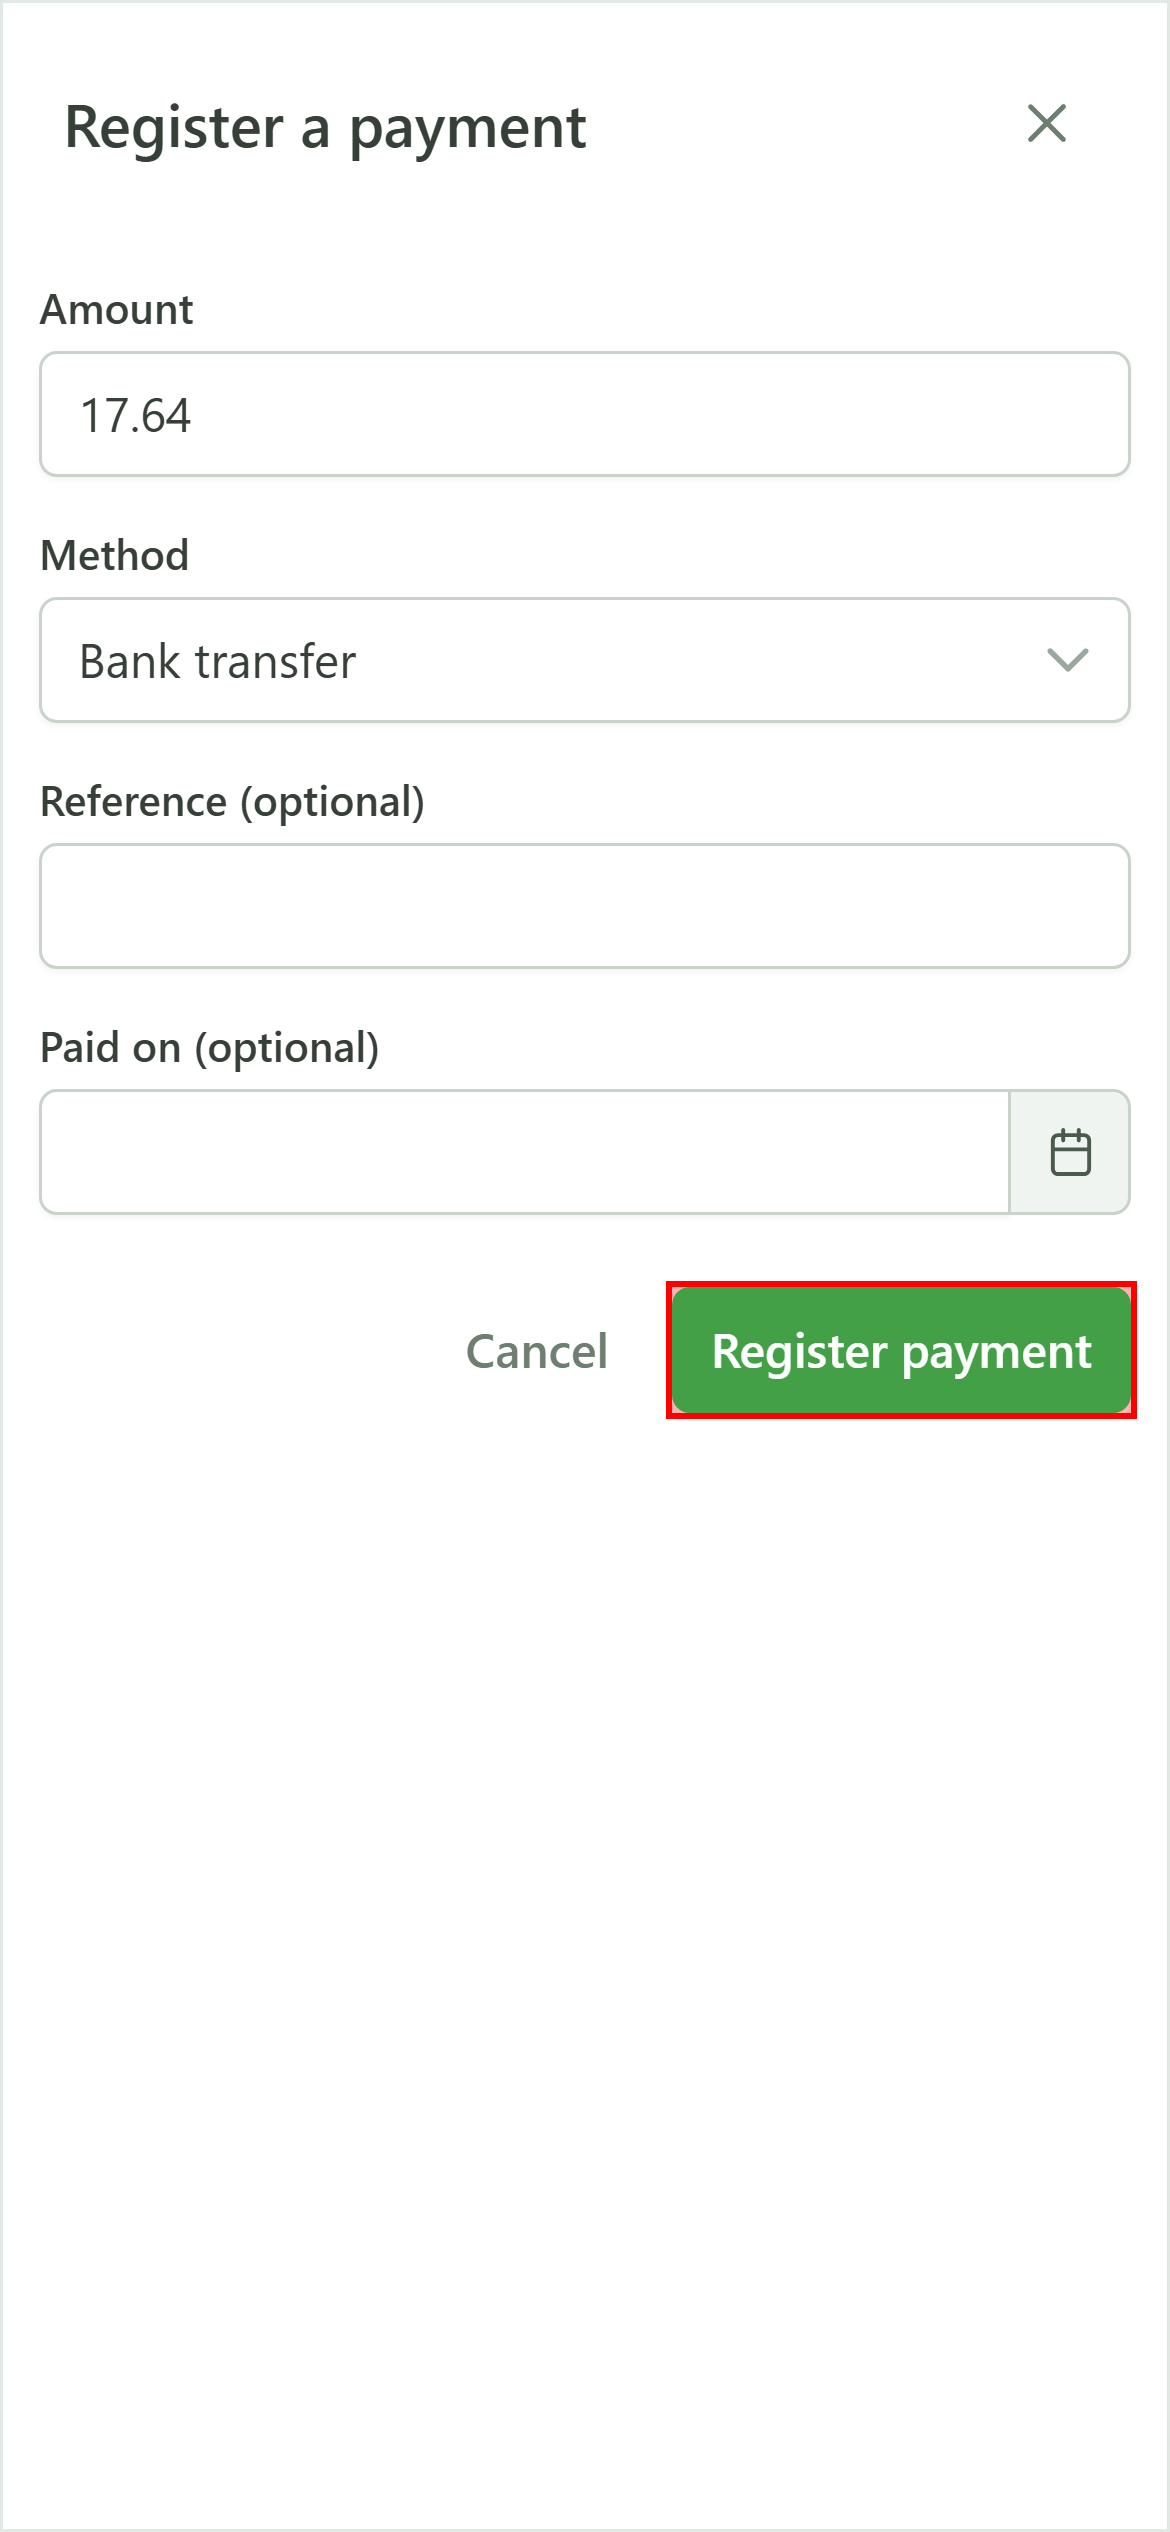 Register a payment
Amount
17.64
Method
Bank transfer
Reference (optional)
Paid on (optional)
Cancel
Register payment